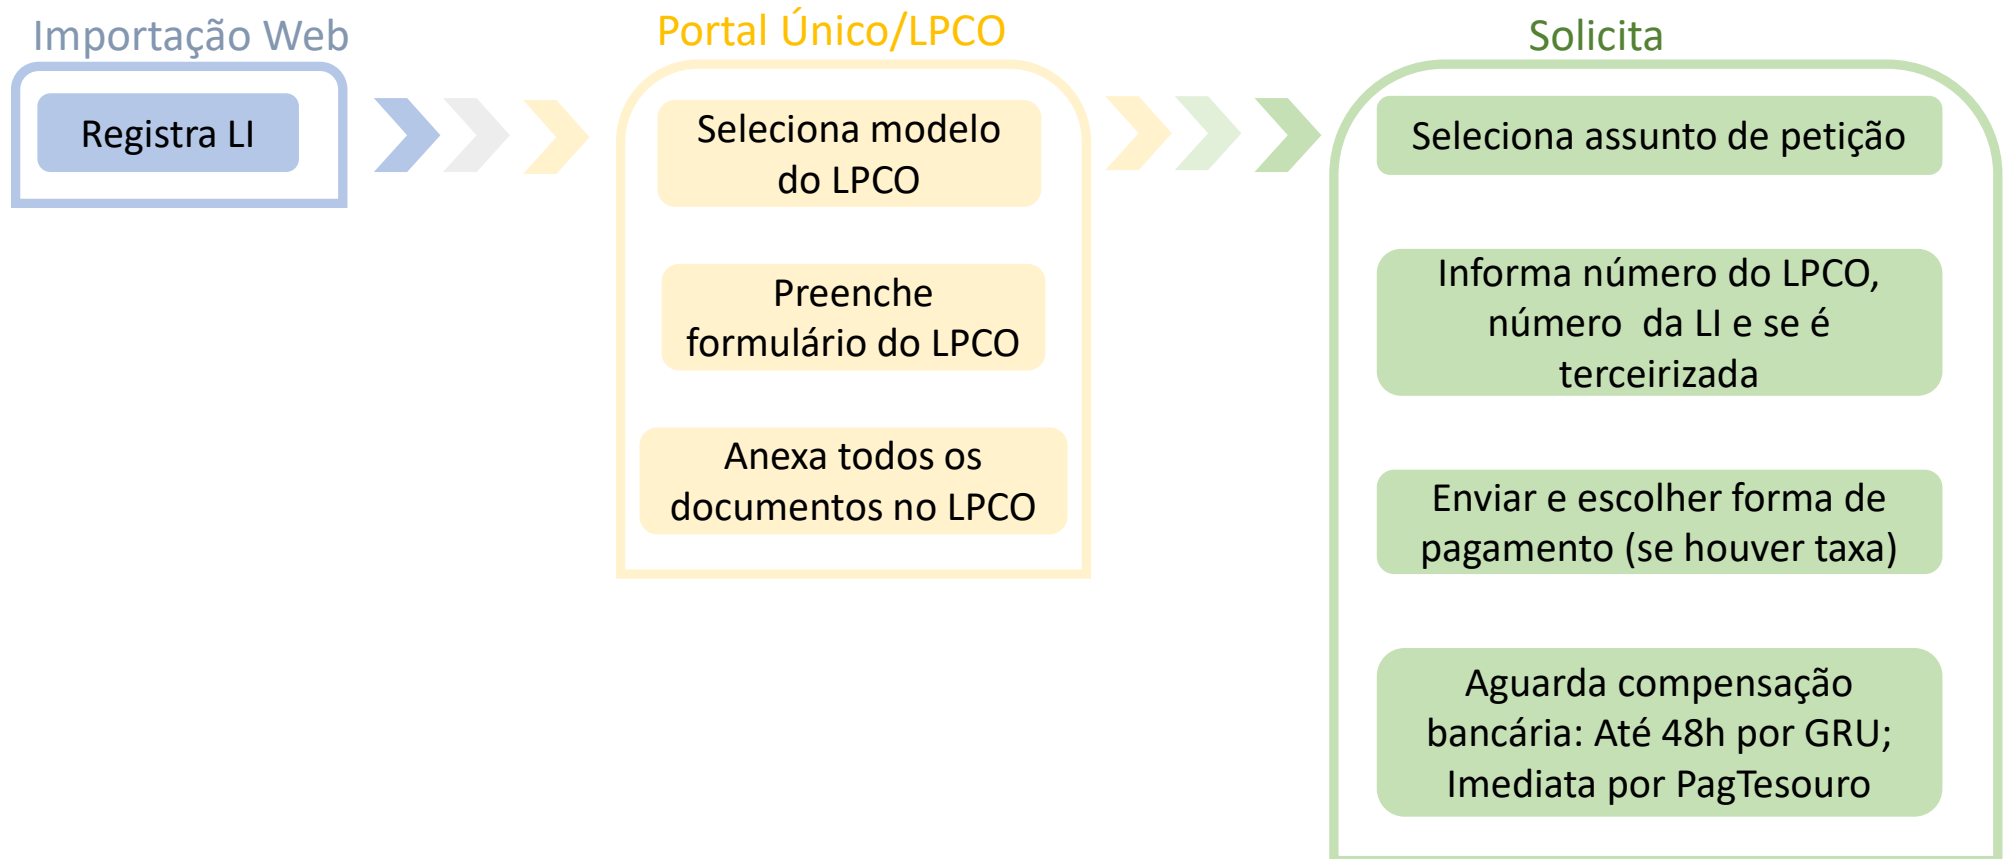 Importação Web
Registra LI
Portal Único/LPCO
Seleciona modelo
do LPCO
Preenche
formulário do LPCO
Anexa todos os
documentos no LPCO
Solicita
Seleciona assunto de petição
Informa número do LPCO,
número da LI e se é
terceirizada
Enviar e escolher forma de
pagamento (se houver taxa)
Aguarda compensação
bancária: Até 48h por GRU;
Imediata por PagTesouro